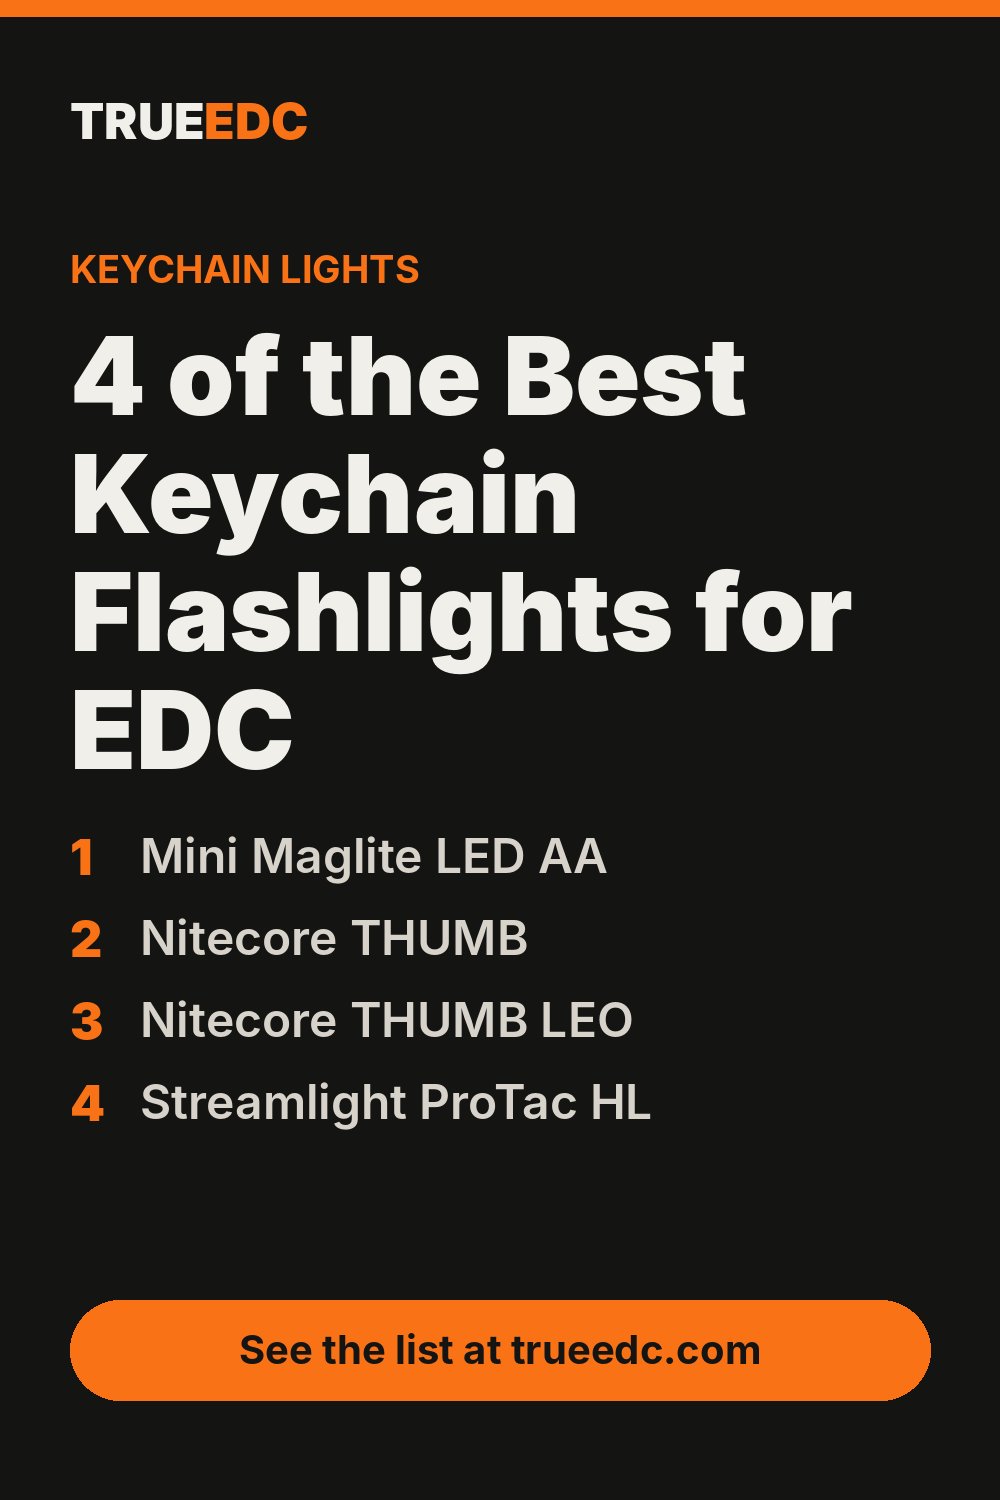 TRUEEDC
KEYCHAIN LIGHTS
4 of the Best
Keychain
Flashlights for
EDC
1 Mini Maglite LED AA
2 Nitecore THUMB
3 Nitecore THUMB LEO
4 Streamlight ProTac HL
See the list at trueedc.com